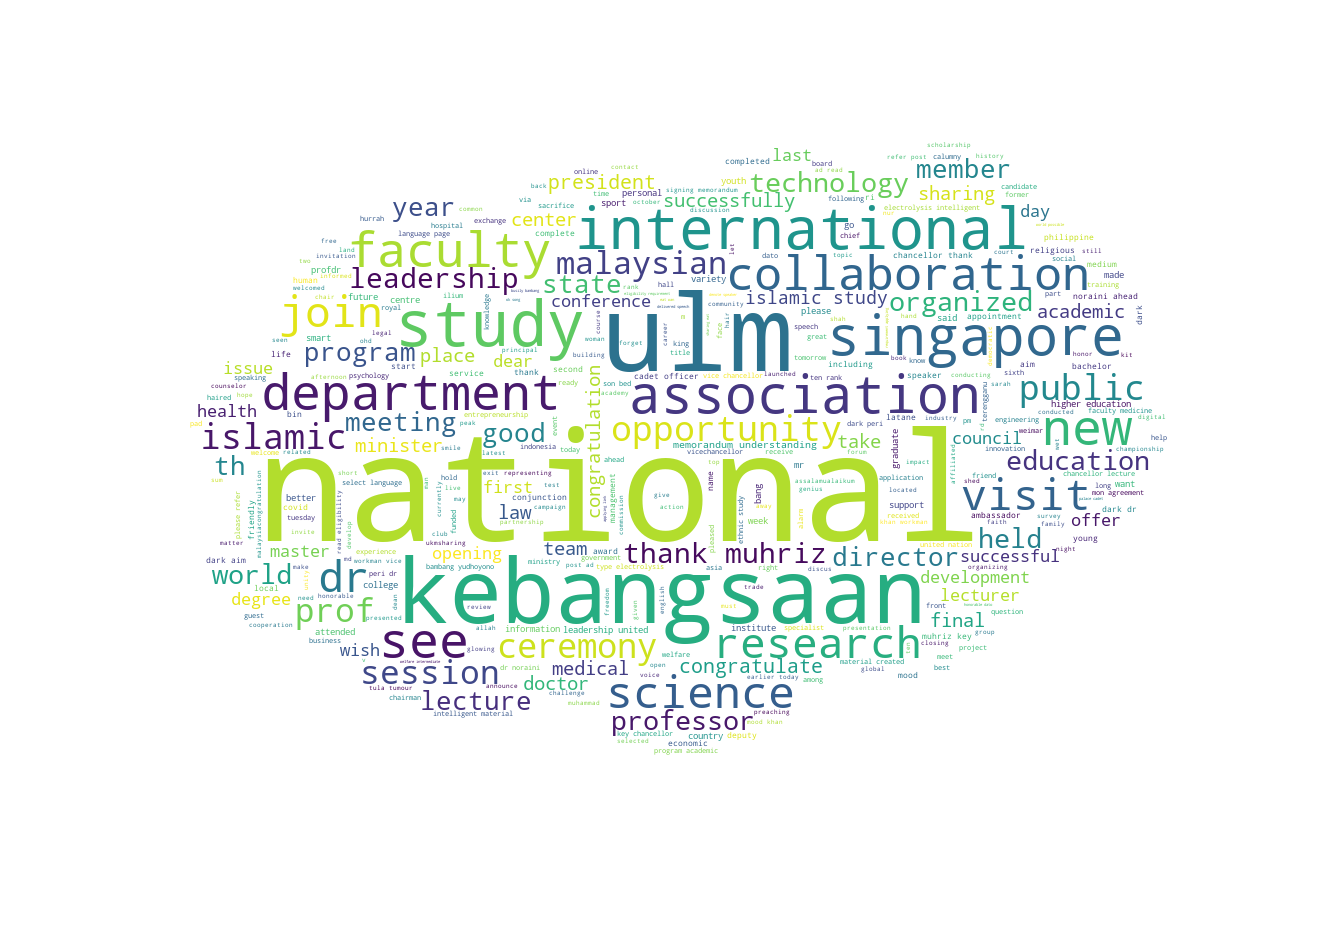 scholarship
refer post calumny history
completed last board
ad read
member
contact online
president
youth technology
sharing candidate
former
back time personal signing memorandum
successfully
following
electrolysis intelligent
year
common via sacrifice sport october discussion
center
go
day
hurrah hospital exchange
language page complete
international
chief
philippine
free land invitation
faculty
malaysian
dato topic chancellor thank religious still
court social
two
profdr
leadership
state
variety
collaboration
medium made
training
human welcomed
future centre ilium
rank hall
islamic study
organized
part noraini ahead
join
royal
conference
community please
said appointment
academic
dark
smart legal
study
knowledge
ulm
course career hair face speech great
shah hand
singapore
honor kit
seen ohd
program
woman forget
title
tomorrow book know innovation
issue life start principal
place dear building king
including
aim bachelor
speaking
service thank second
cadet officer vice chancellor launched ten rank speaker conducting sixth
counselor afternoon psychology
ready son bed academy
sarah
haired hope
department
congratulation
association
terengganu
public
higher education
health bin
entrepreneurship
latane industry pm engineering conducted faculty medicine digital
peak event
dark peri
islamic
meeting
good
opportunity
graduate
council
weimar
new
minister smile indonesia today
memorandum understanding
take
help championship
welcome related latest
vicechancellor receive forum
impact
th
national
ahead
mr
affiliated
friend
education
sum short exit representing
top name assalamualaikum genius
application
chancellor lecture
select language hold first test
management
bang
located
visit
long want
mon agreement
better live conjunction
give
support
shed
dark dr
covid tuesday
currently may funded campaign
law
action
ambassador faith family survey
offer
friendly please refer
partnership
commission
week
young
malaysiacongratulation
develop read eligibility
club
ethnic study
held
master experience ukmsharing
team award
pleased
united nation night
dark aim md workman vice
opening
government
thank muhriz
director
successful
matter make
banbang yudhoyono ministry post ad type electrolysis asia right discus
organizing
world
dr
peri dr college
development
local need honorable
kebangsaan
trade
degree
lecturer
guest
prof
dean review given freedom english
front
cooperation presented
final
question
attended
allah information leadership united institute specialist presentation
muhriz key group
business
see
ceremony
research
closing project
wish
glowing dr noraini welfare
meet
session
medical
open voice
congratulate
material created
global mood best
tula tumour announce
doctor
earlier today among
chairman
lecture
challenge muhammad
science
intelligent material
professor
preaching
mood khan
key chancellor country deputy
selected economic
program academic